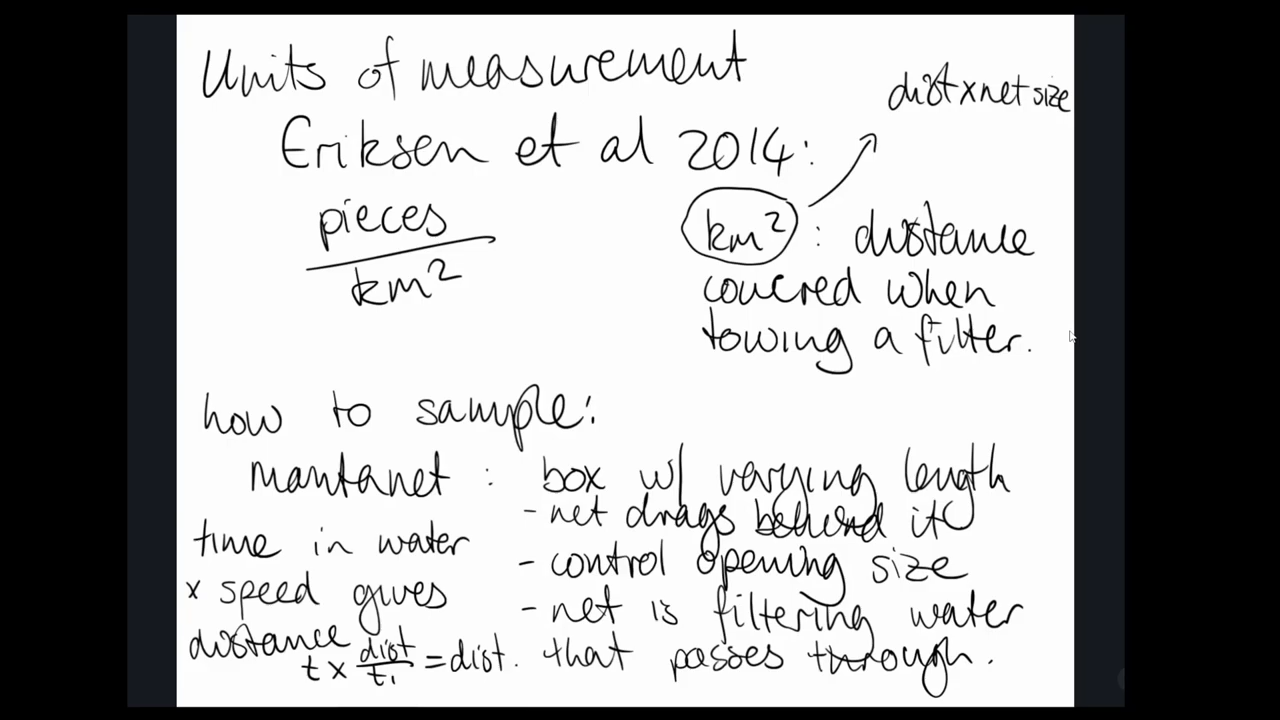 Units of measurement
dist x net size
Eriksen et al 2014:
pieces
km²
km² : distance
covered when
towing a filter.
how to sample:
mantanet : box w/ varying length
- net drags behind it
- control opening size
- net is filtering water
that passes through.
time in water
x speed gives
distance
t x dist/t = dist.